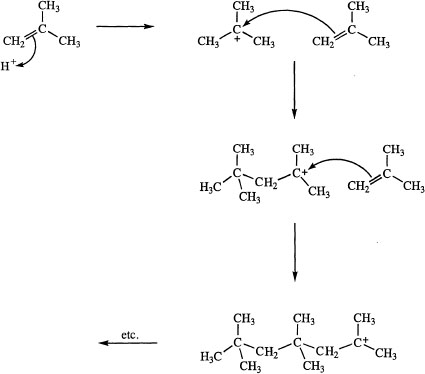 CH₃ CH₃ CH₃
CH₂ CH₃ CH₃ C CH₃ CH₂ CH₃
H⁺ +
CH₃ CH₃ CH₃
H₃C C CH₂ C+ CH₃ CH₂ CH₃
CH₃
etc. CH₃ CH₃ CH₃
H₃C C CH₂ C CH₂ C+ CH₃
CH₃ CH₃